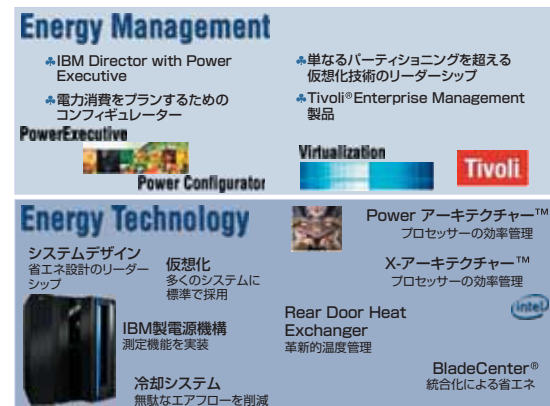 Energy Management
♣IBM Director with Power
Executive
♣電力消費をプランするための
コンフィギュレーター
♣単なるパーティショニングを超える
仮想化技術のリーダーシップ
♣Tivoli®Enterprise Management
製品
PowerExecutive
Power Configurator
Virtualization
Tivoli
Energy Technology
システムデザイン
省エネ設計のリーダー
シップ
仮想化
多くのシステムに
標準で採用
IBM製電源機構
測定機能を実装
冷却システム
無駄なエアフローを削減
Power アーキテクチャー™
プロセッサーの効率管理
X-アーキテクチャー™
プロセッサーの効率管理
intel
Rear Door Heat
Exchanger
革新的温度管理
BladeCenter®
統合化による省エネ